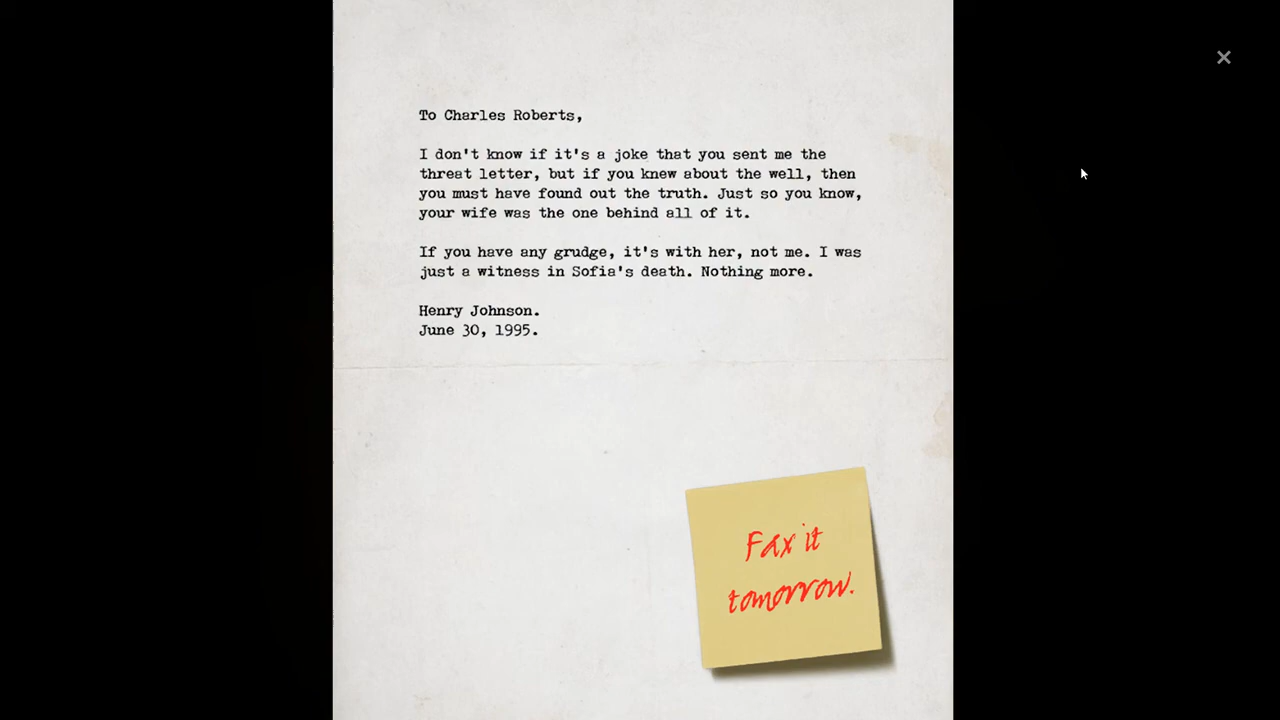 To Charles Roberts,
I don't know if it's a joke that you sent me the
threat letter, but if you knew about the well, then
you must have found out the truth. Just so you know,
your wife was the one behind all of it.
If you have any grudge, it's with her, not me. I was
just a witness in Sofia's death. Nothing more.
Henry Johnson.
June 30, 1995.
Fax it
tomorrow.